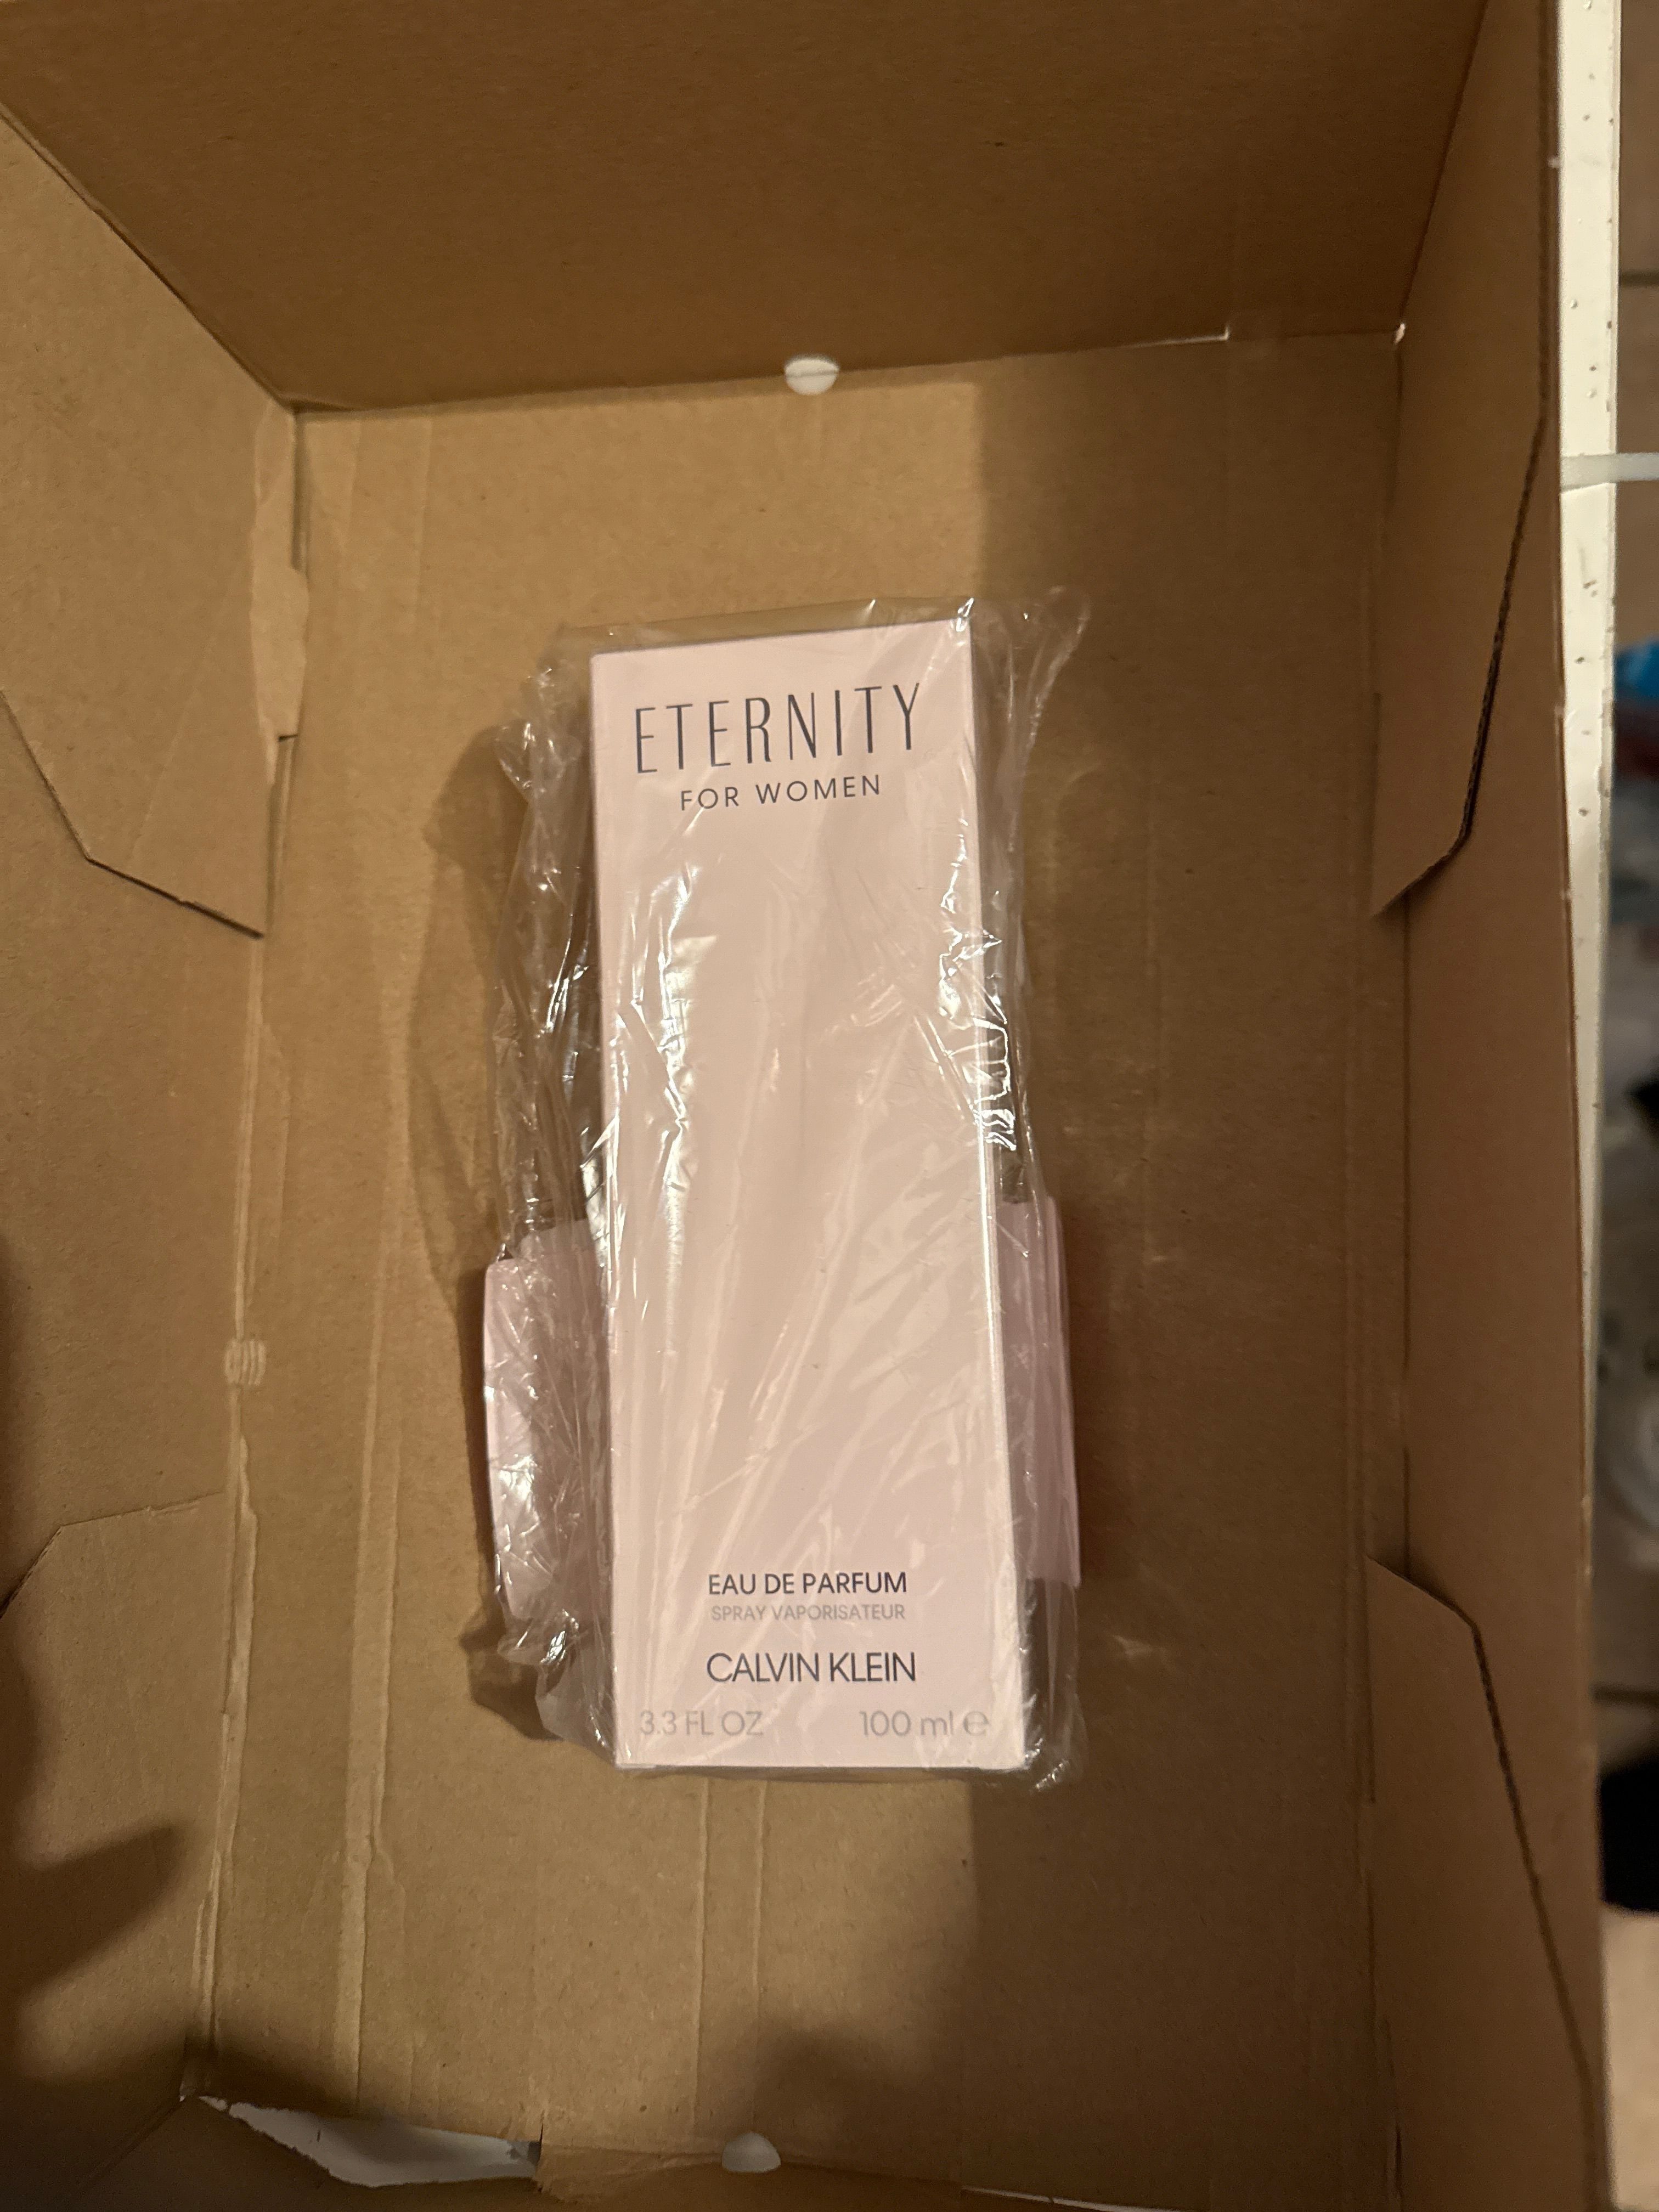 ETERNITY
FOR WOMEN
EAU DE PARFUM
SPRAY VAPORISATEUR
CALVIN KLEIN
3.3 FL OZ 100 ml ℮